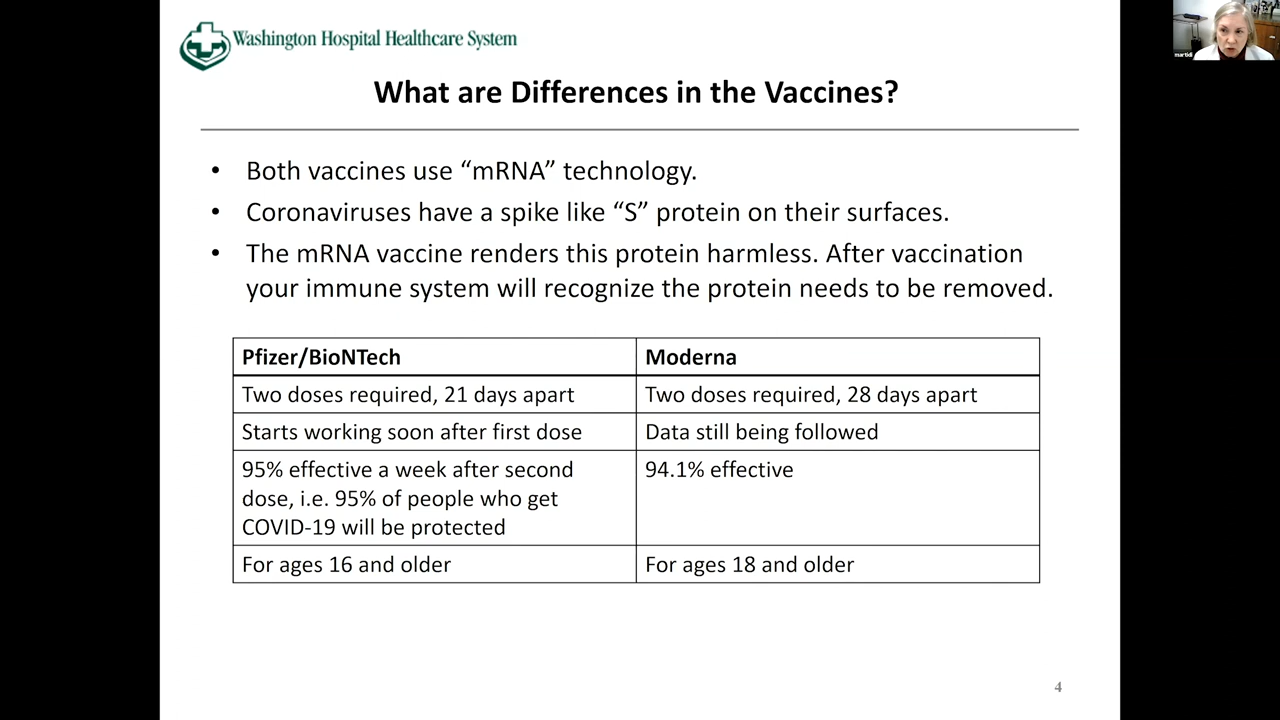 Washington Hospital Healthcare System
What are Differences in the Vaccines?
• Both vaccines use “mRNA” technology.
• Coronaviruses have a spike like “S” protein on their surfaces.
• The mRNA vaccine renders this protein harmless. After vaccination
your immune system will recognize the protein needs to be removed.
Pfizer/BioNTech
Moderna
Two doses required, 21 days apart
Two doses required, 28 days apart
Starts working soon after first dose
Data still being followed
95% effective a week after second
dose, i.e. 95% of people who get
COVID-19 will be protected
94.1% effective
For ages 16 and older
For ages 18 and older
4